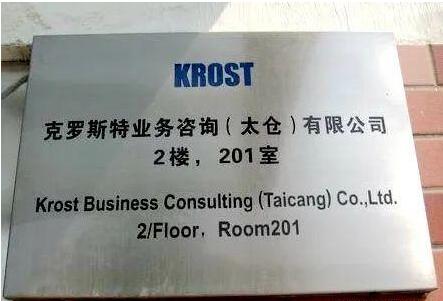 KROST
克罗斯特业务咨询（太仓）有限公司
2楼，201室
Krost Business Consulting (Taicang) Co.,Ltd.
2/Floor，Room201